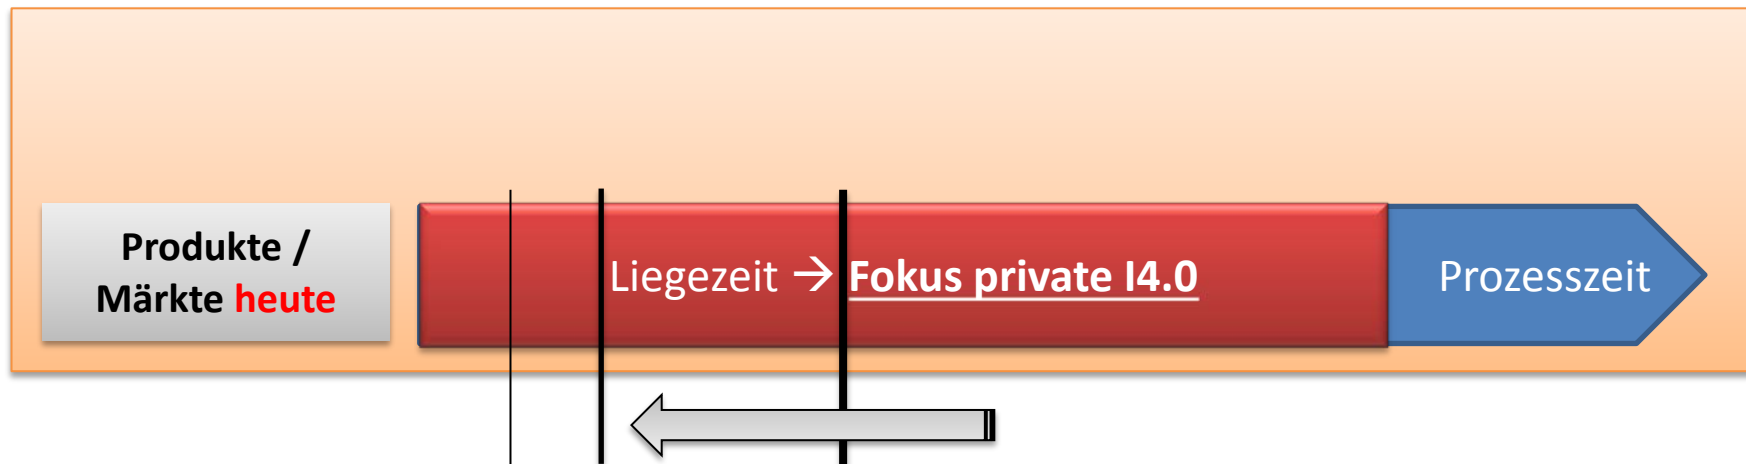 Produkte /
Märkte heute
Liegezeit → Fokus private I4.0
Prozesszeit